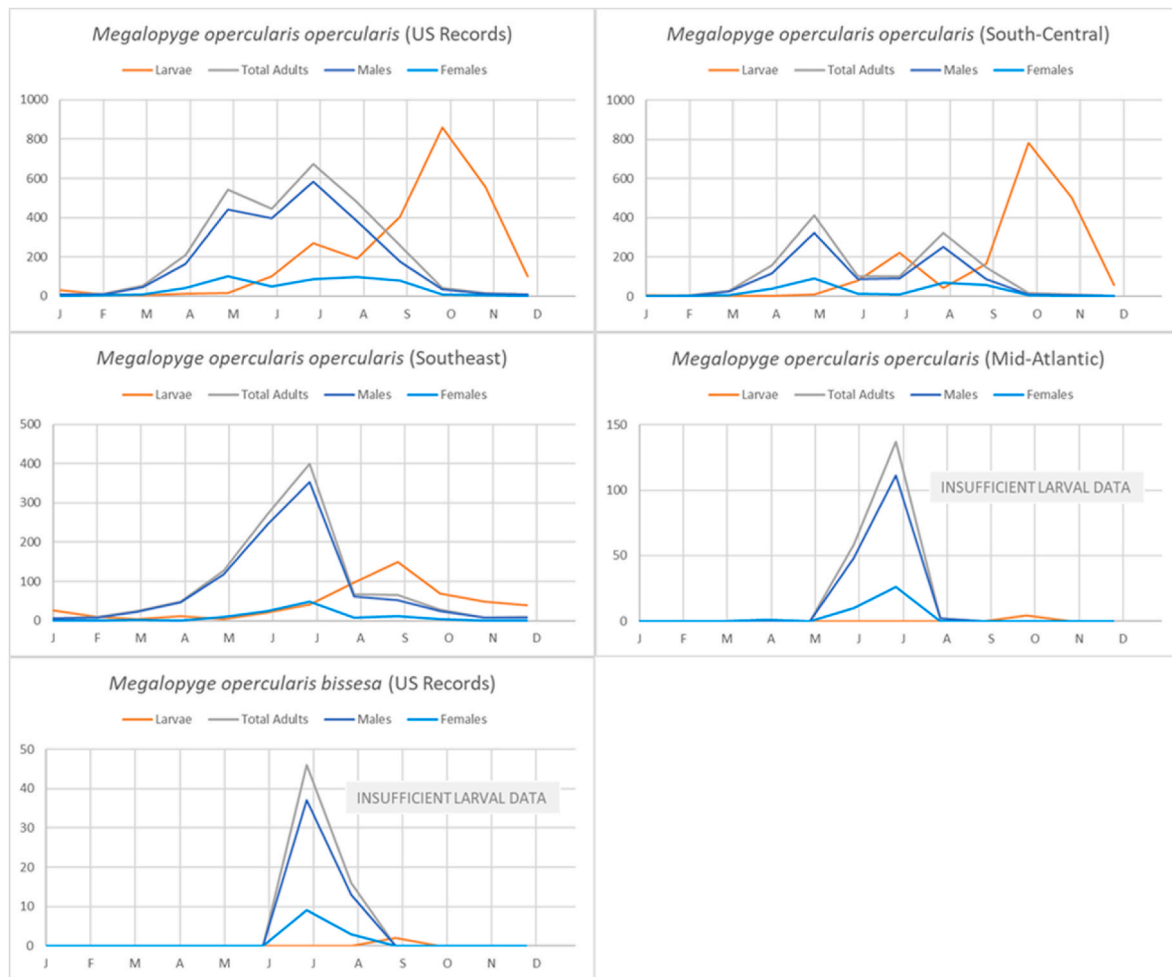 Megalopyge opercularis opercularis (US Records)
Larvae Total Adults Males Females
1000
800
600
400
200
0
J F M A M J J A S O N D
Megalopyge opercularis opercularis (South-Central)
Larvae Total Adults Males Females
1000
800
600
400
200
0
J F M A M J J A S O N D
Megalopyge opercularis opercularis (Southeast)
Larvae Total Adults Males Females
500
400
300
200
100
0
J F M A M J J A S O N D
Megalopyge opercularis opercularis (Mid-Atlantic)
Larvae Total Adults Males Females
150
INSUFFICIENT LARVAL DATA
100
50
0
J F M A M J J A S O N D
Megalopyge opercularis bissesa (US Records)
Larvae Total Adults Males Females
50
40
INSUFFICIENT LARVAL DATA
30
20
10
0
J F M A M J J A S O N D